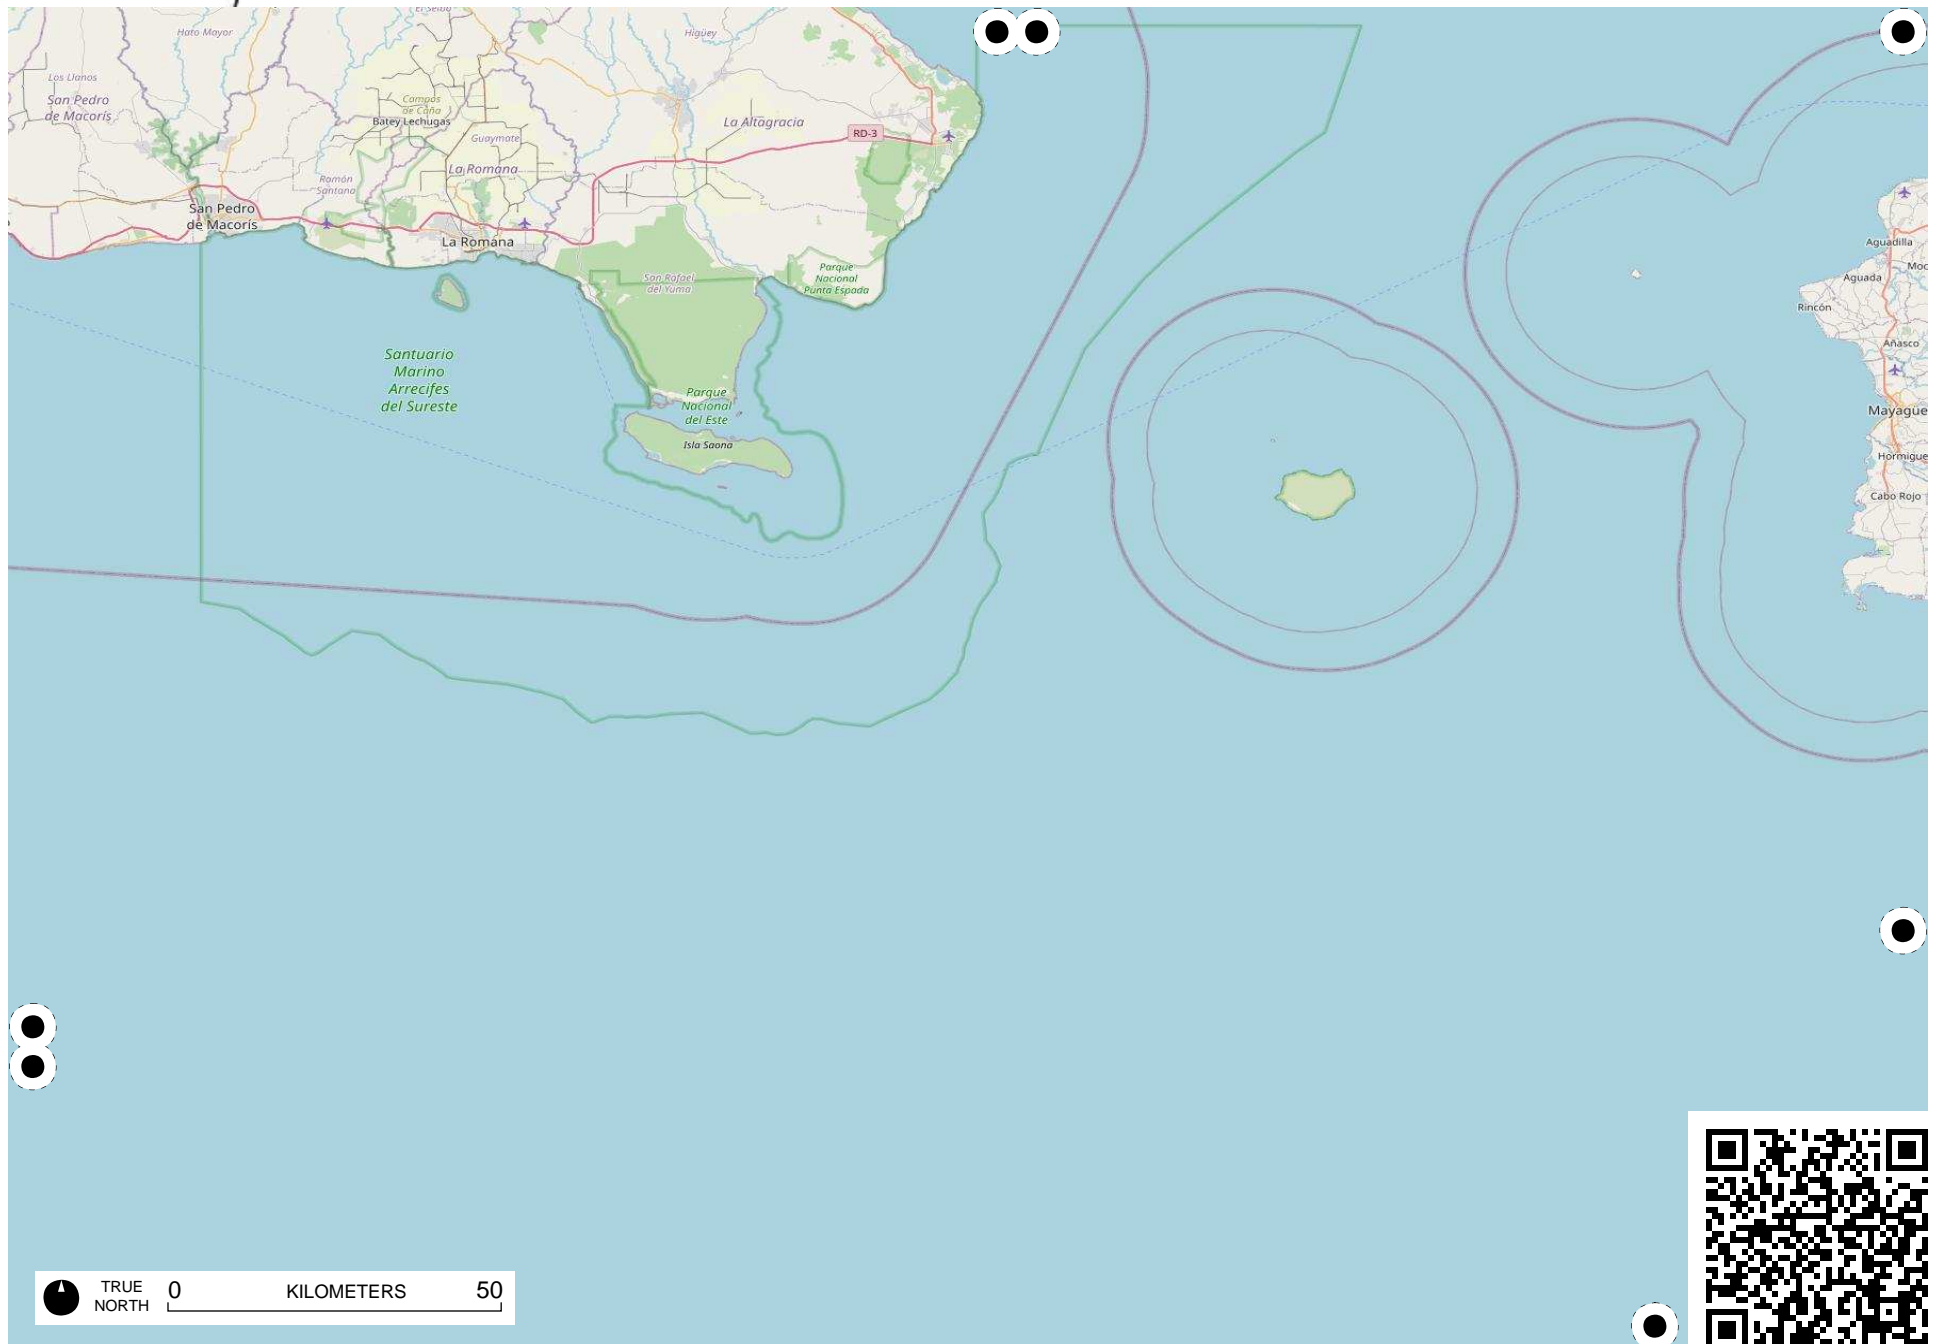 El Seibo
Hato Mayor
Higüey
Los Llanos
San Pedro
de Macorís
Campos
de Caña
Batey Lechugas
La Altagracia
RD-3
Guaymate
La Romana
Ramón
Santana
San Pedro
de Macorís
La Romana
San Rafael
del Yuma
Parque
Nacional
Punta Espada
Aguadilla
Moc
Aguada
Rincón
Añasco
Santuario
Marino
Arrecifes
del Sureste
Parque
Nacional
del Este
Isla Saona
Mayagüe
Hormigue
Cabo Rojo
TRUE
NORTH
0 KILOMETERS 50